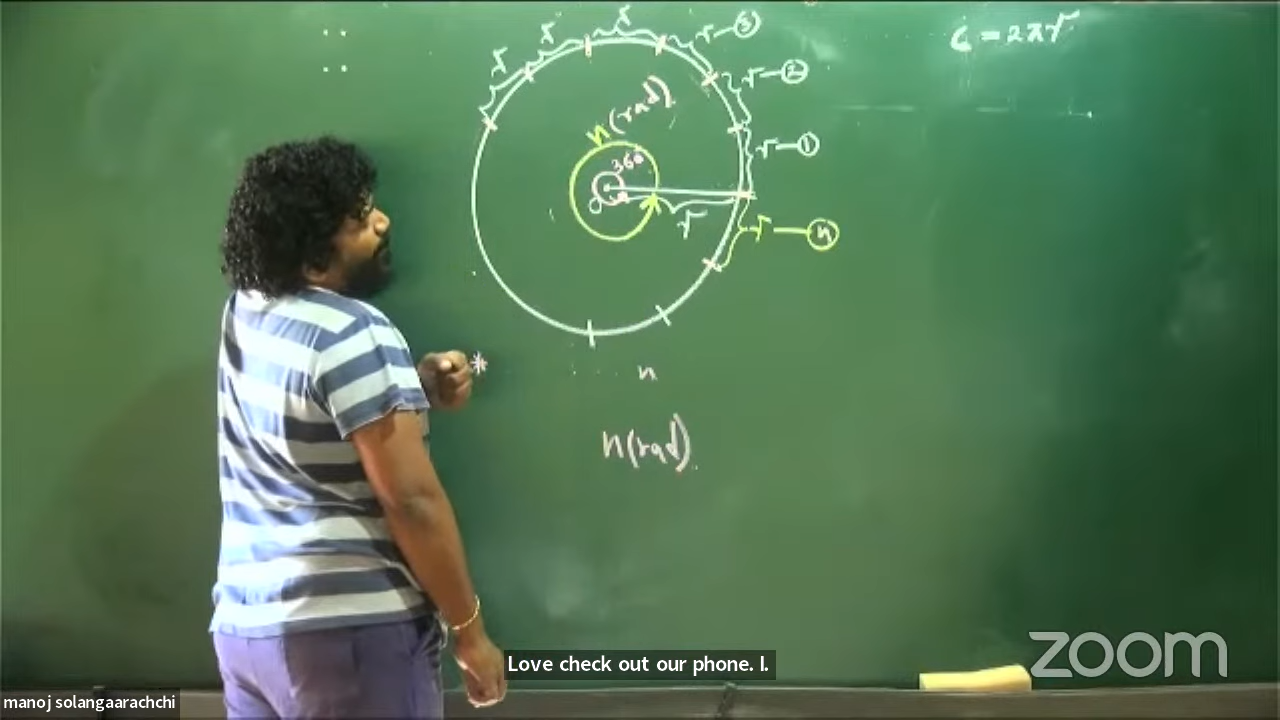 C = 2πr
r
r
r
r — ③
r — ②
r — ①
n (rad)
360°
O
r
r — ⓝ
*
n
n(rad).
Love check out our phone. I.
zoom
manoj solangaarachchi